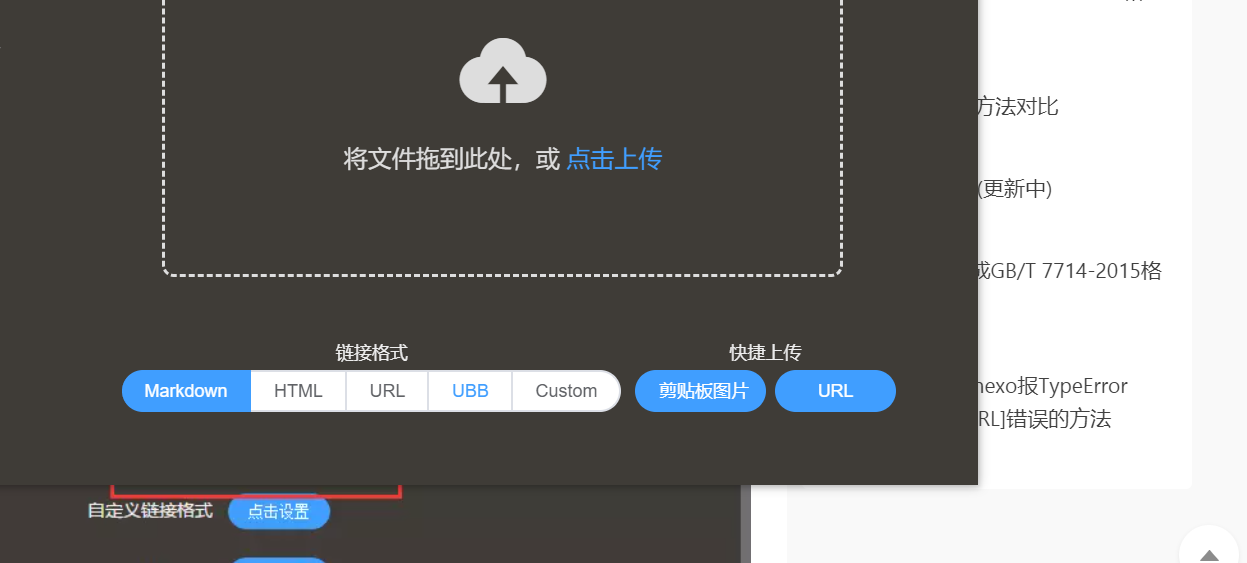 方法对比
(更新中)
成GB/T 7714-2015格
nexo报TypeError
RL]错误的方法
将文件拖到此处，或 点击上传
链接格式
快捷上传
Markdown HTML URL UBB Custom
剪贴板图片 URL
自定义链接格式 点击设置